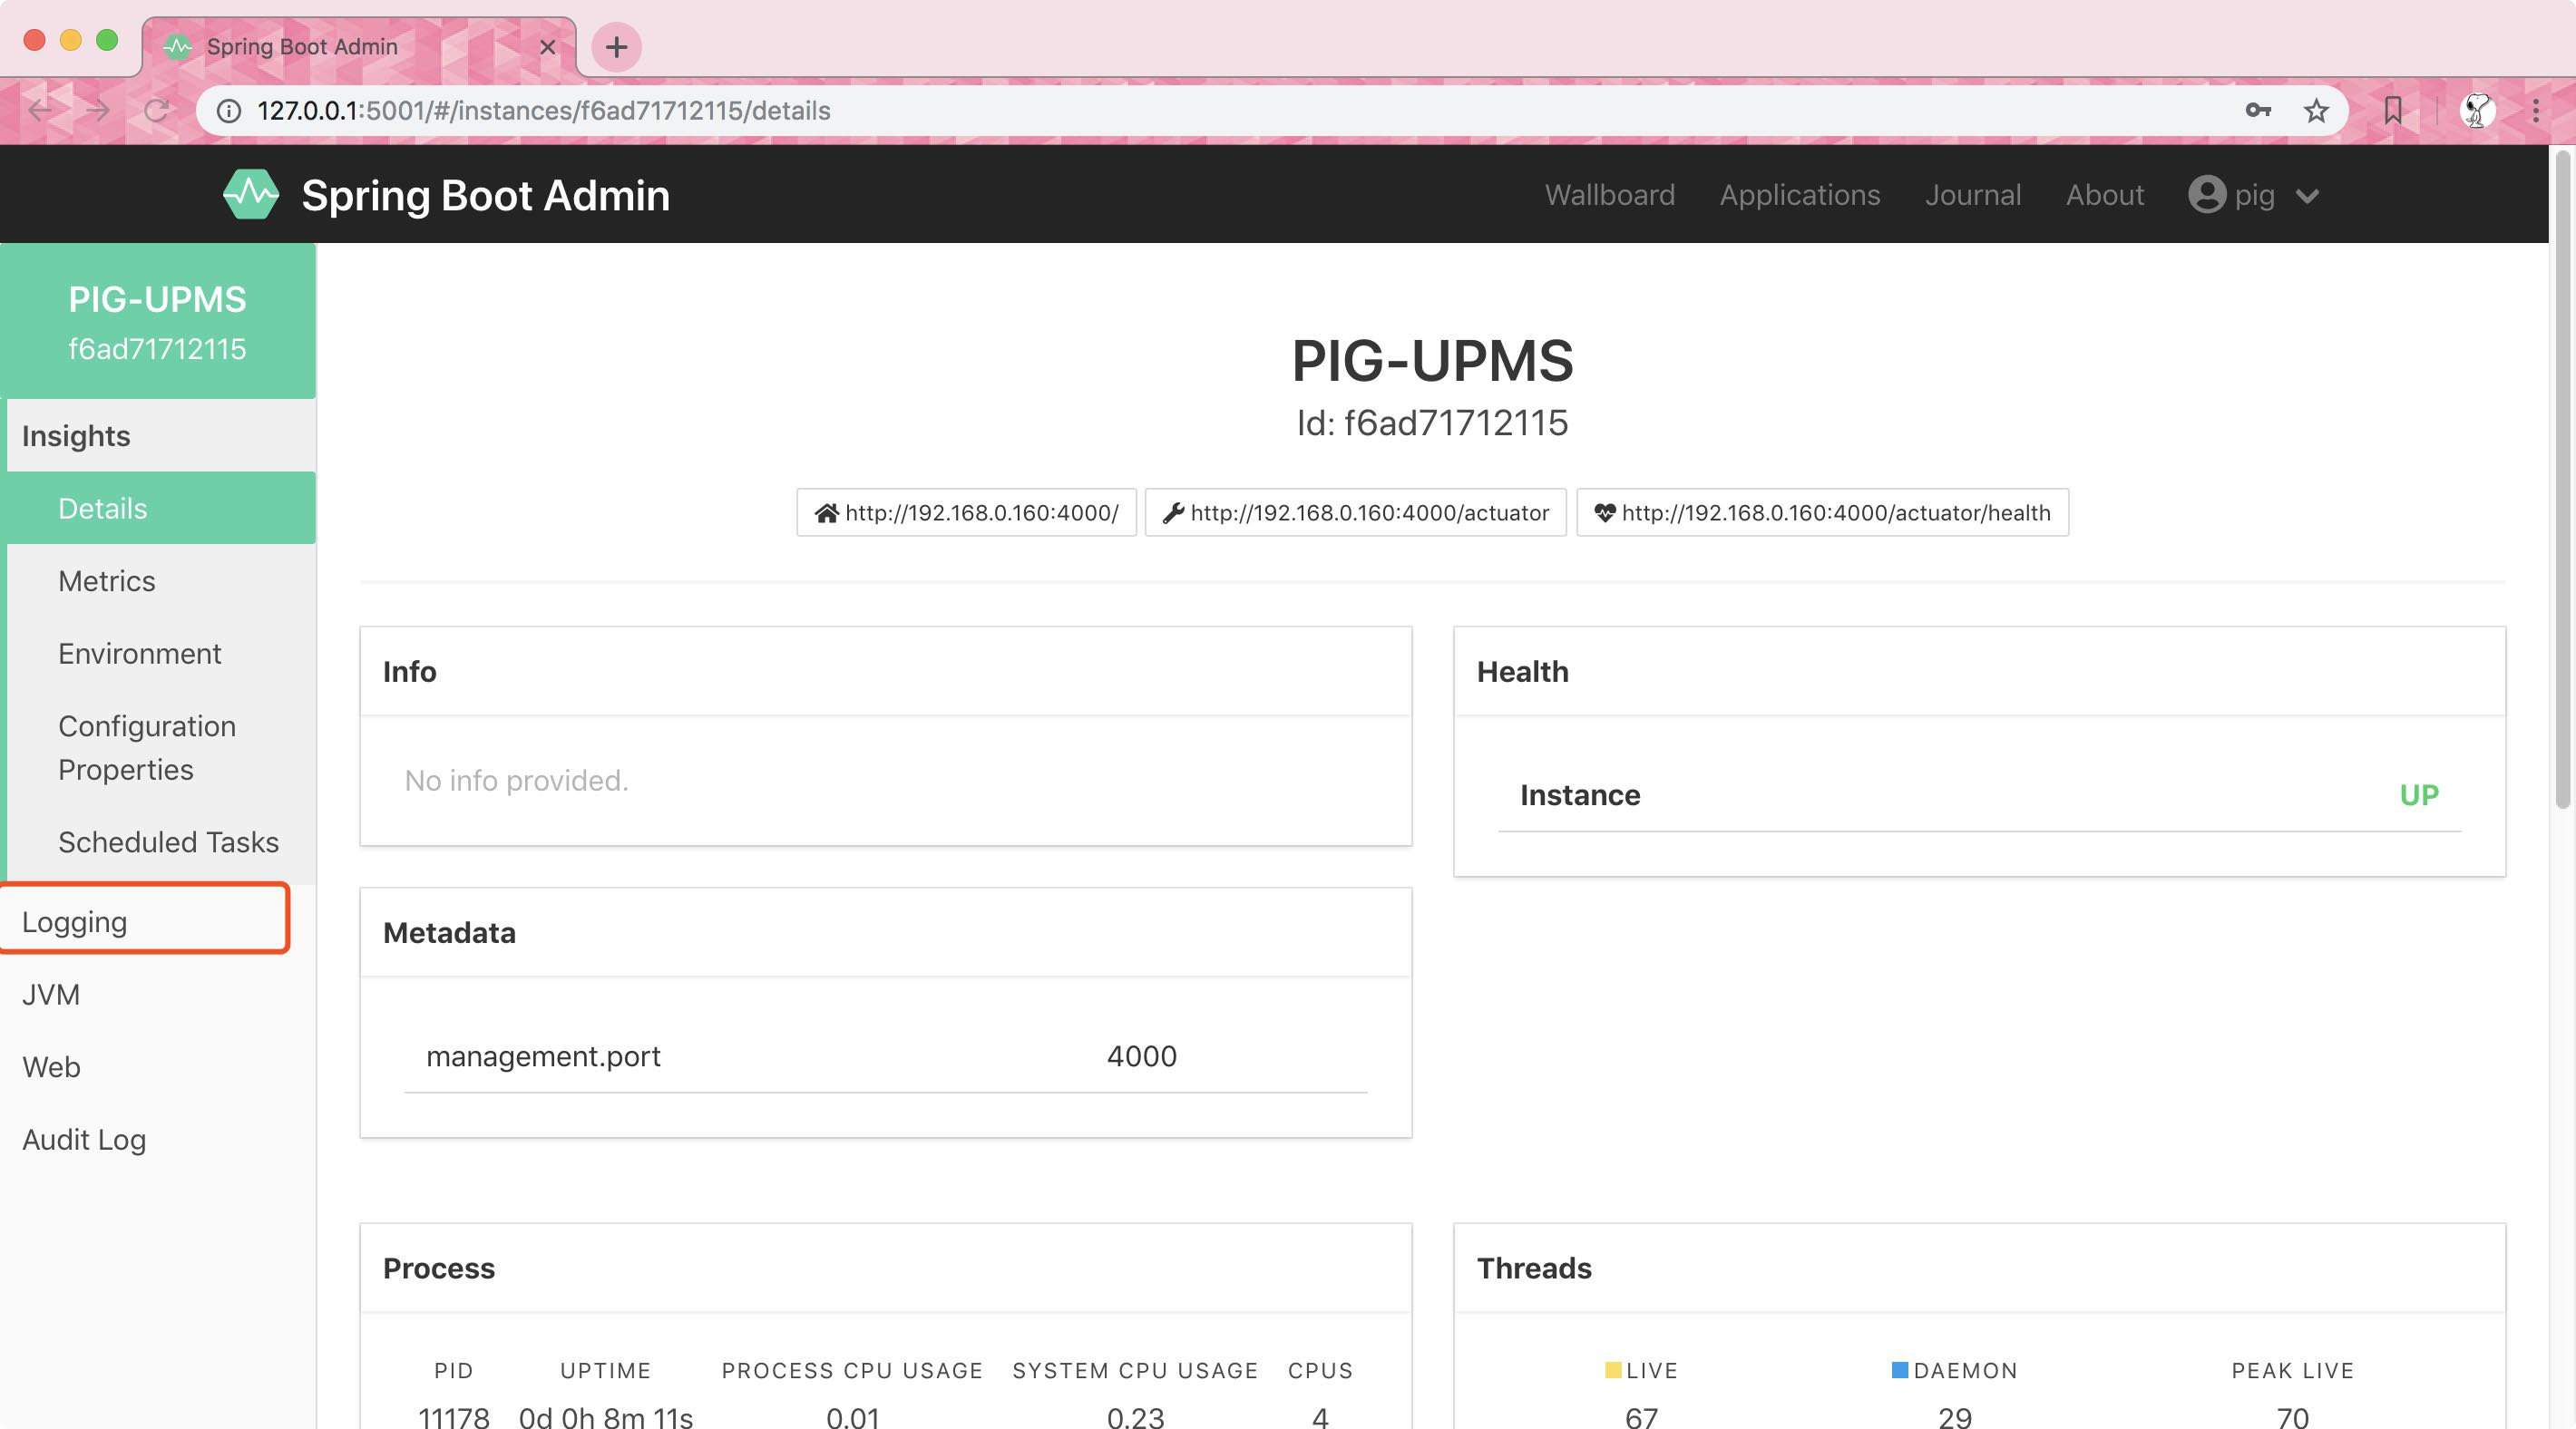 Spring Boot Admin
127.0.0.1:5001/#/instances/f6ad71712115/details
Spring Boot Admin
Wallboard Applications Journal About pig
PIG-UPMS
f6ad71712115
Insights
Details
Metrics
Environment
Configuration
Properties
Scheduled Tasks
Logging
JVM
Web
Audit Log
PIG-UPMS
Id: f6ad71712115
http://192.168.0.160:4000/ http://192.168.0.160:4000/actuator http://192.168.0.160:4000/actuator/health
Info
No info provided.
Health
Instance UP
Metadata
management.port 4000
Process
PID UPTIME PROCESS CPU USAGE SYSTEM CPU USAGE CPUS
11178 0d 0h 8m 11s 0.01 0.23 4
Threads
LIVE DAEMON PEAK LIVE
67 29 70